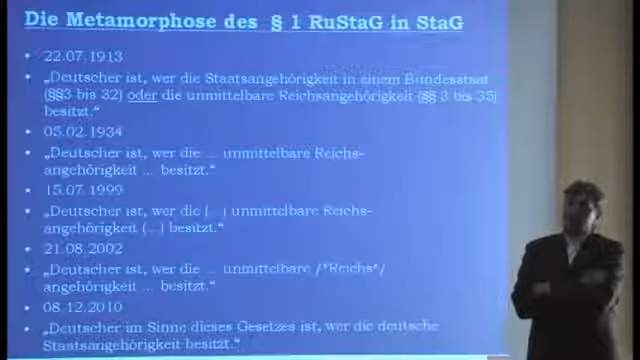 Die Metamorphose des § 1 RuStaG in StaG
• 22.07.1913
• „Deutscher ist, wer die Staatsangehörigkeit in einem Bundesstaat
(§§3 bis 32) oder die unmittelbare Reichsangehörigkeit (§§ 3 bis 35)
besitzt.“
• 05.02.1934
• „Deutscher ist, wer die ... unmittelbare Reichs-
angehörigkeit ... besitzt.“
• 15.07.1999
• „Deutscher ist, wer die (...) unmittelbare Reichs-
angehörigkeit (...) besitzt.“
• 21.08.2002
• „Deutscher ist, wer die ... unmittelbare /"Reichs"/
angehörigkeit ... besitzt.“
• 08.12.2010
• „Deutscher im Sinne dieses Gesetzes ist, wer die deutsche
Staatsangehörigkeit besitzt.“